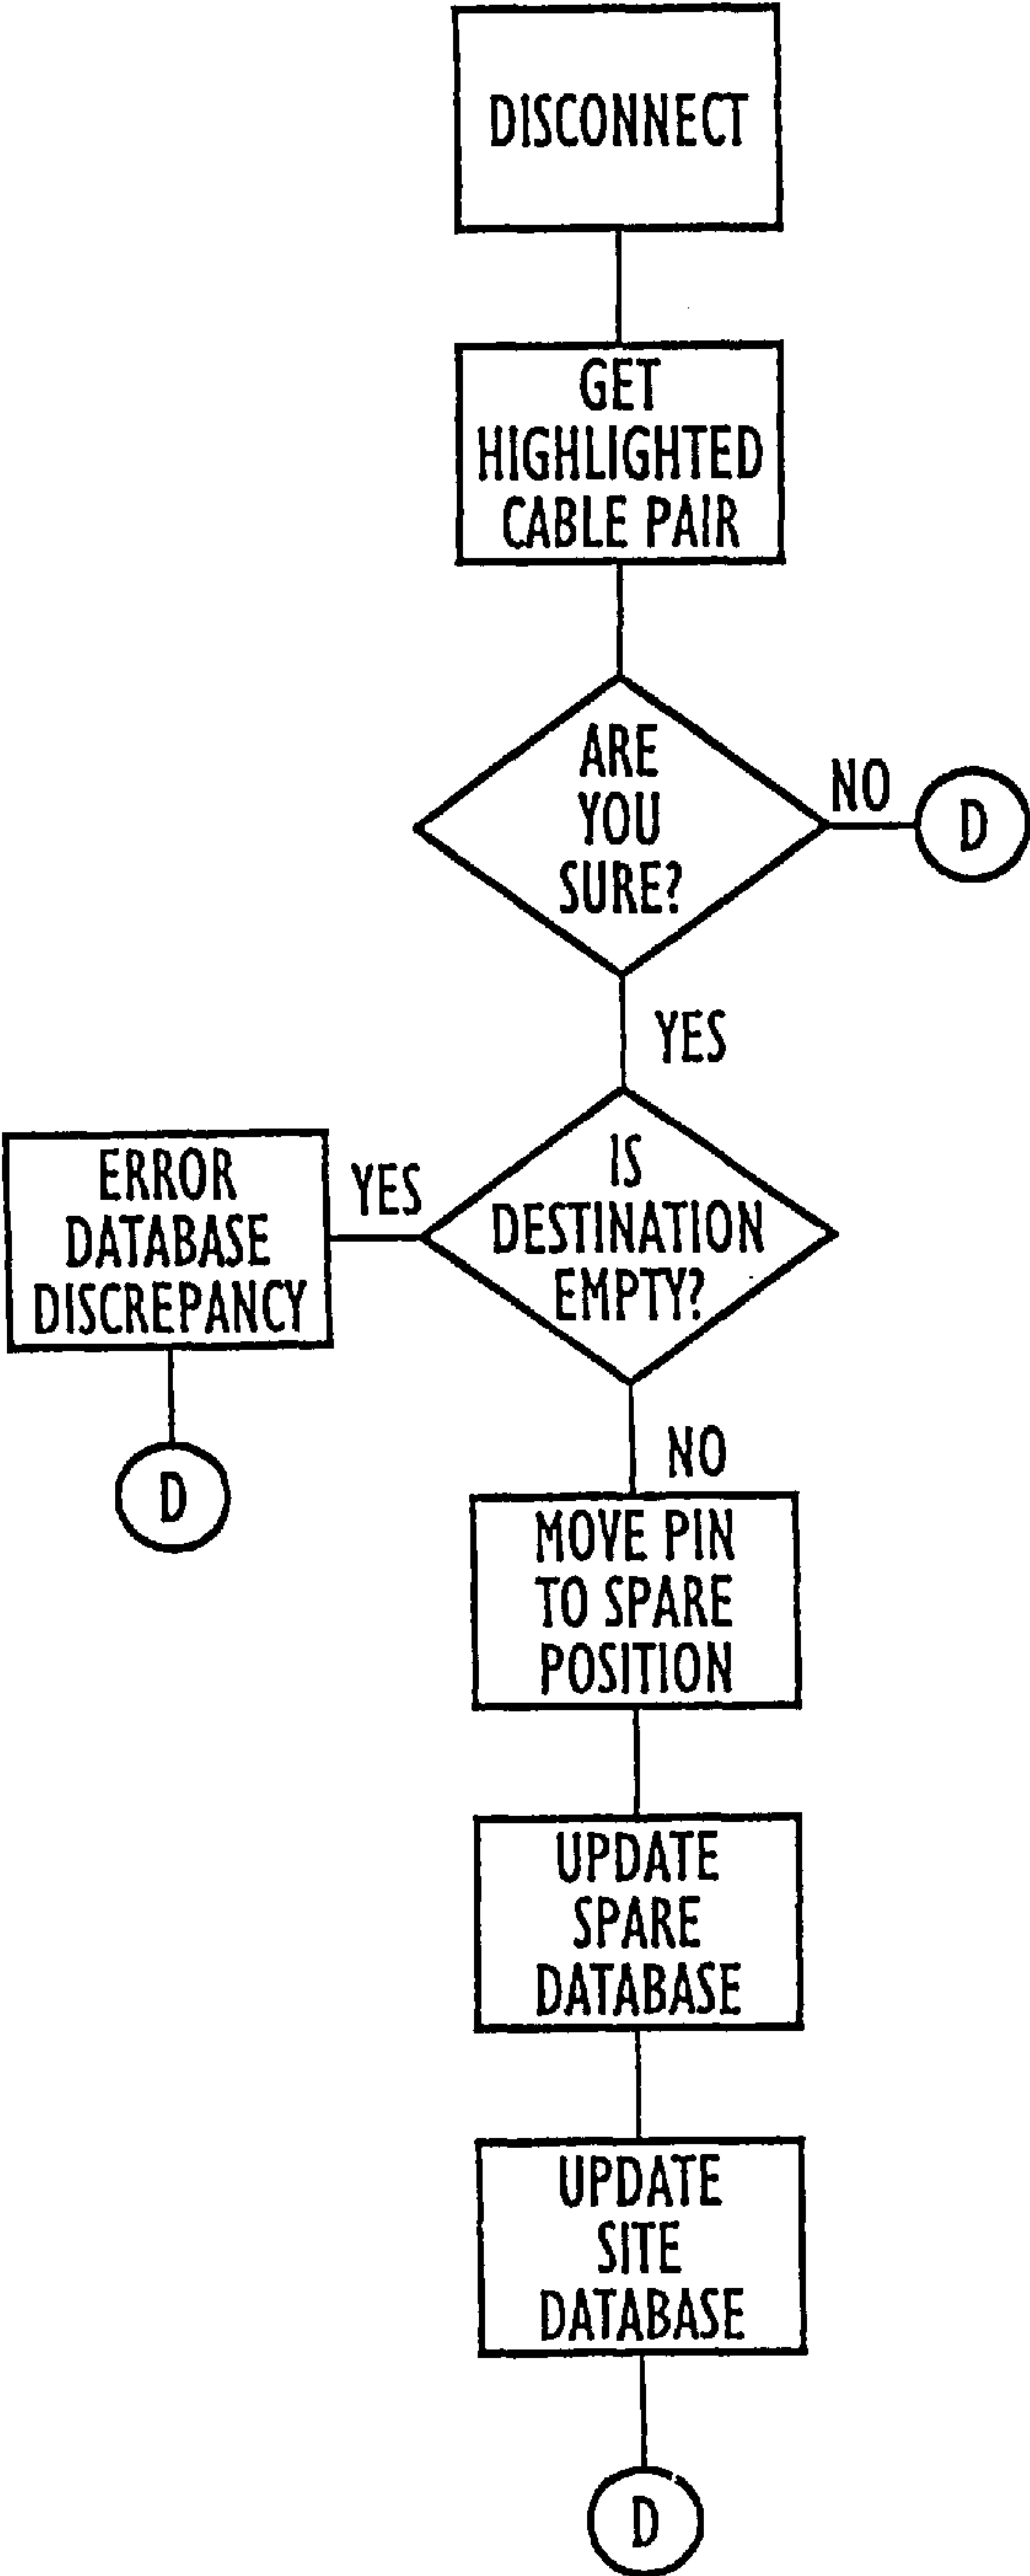 DISCONNECT
GET
HIGHLIGHTED
CABLE PAIR
ARE
YOU
SURE?
NO
D
YES
IS
DESTINATION
EMPTY?
YES
ERROR
DATABASE
DISCREPANCY
D
NO
MOVE PIN
TO SPARE
POSITION
UPDATE
SPARE
DATABASE
UPDATE
SITE
DATABASE
D